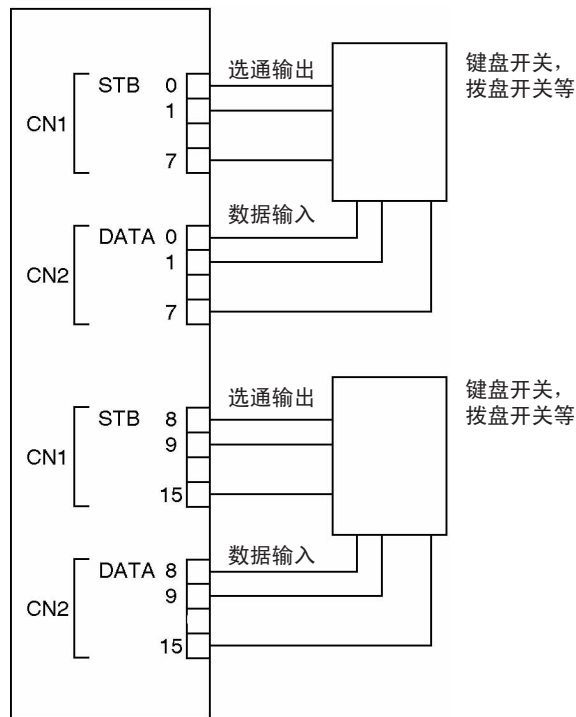 STB 0 选通输出 键盘开关，
1 拨盘开关等
CN1
7
数据输入
DATA 0
1
CN2
7
选通输出 键盘开关，
STB 8 拨盘开关等
9
CN1
15
数据输入
DATA 8
9
CN2
15